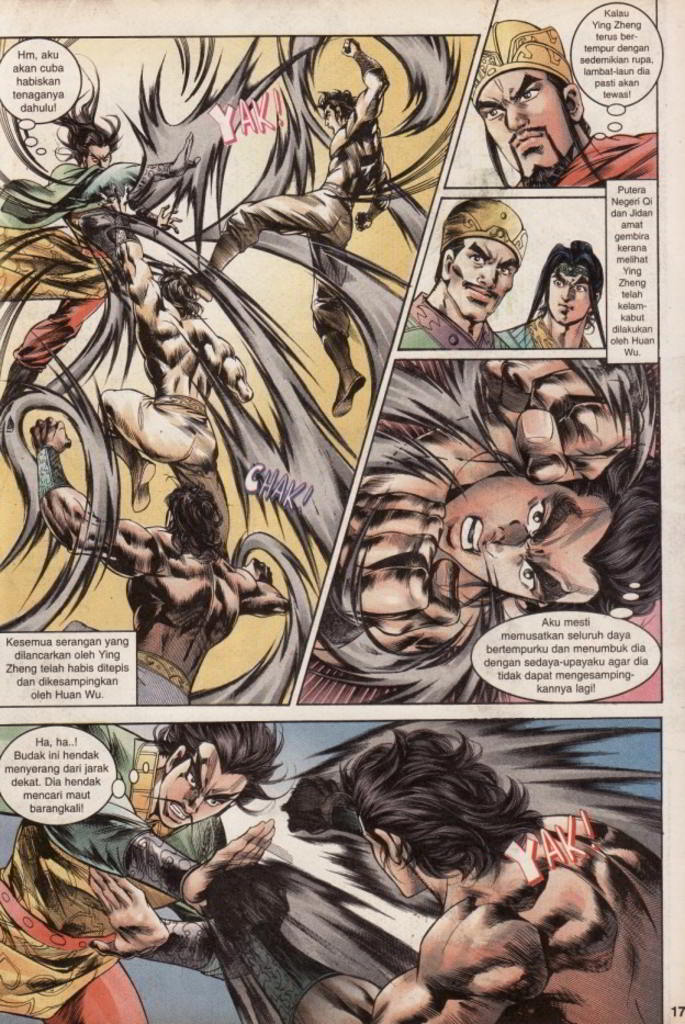 Hm, aku
akan cuba
habiskan
tenaganya
dahulu!
YAK!
Kalau
Ying Zheng
terus ber-
tempur dengan
sedemikian rupa,
lambat-laun dia
pasti akan
tewas!
Putera
Negeri Qi
dan Jidan
amat
gembira
kerana
melihat
Ying
Zheng
telah
kelam-
kabut
dilakukan
oleh Huan
Wu.
CHAK!
Kesemua serangan yang
dilancarkan oleh Ying
Zheng telah habis ditepis
dan dikesampingkan
oleh Huan Wu.
Aku mesti
memusatkan seluruh daya
bertempurku dan menumbuk dia
dengan sedaya-upayaku agar dia
tidak dapat mengesamping-
kannya lagi!
Ha, ha..!
Budak ini hendak
menyerang dari jarak
dekat. Dia hendak
mencari maut
barangkali!
YAK!
17